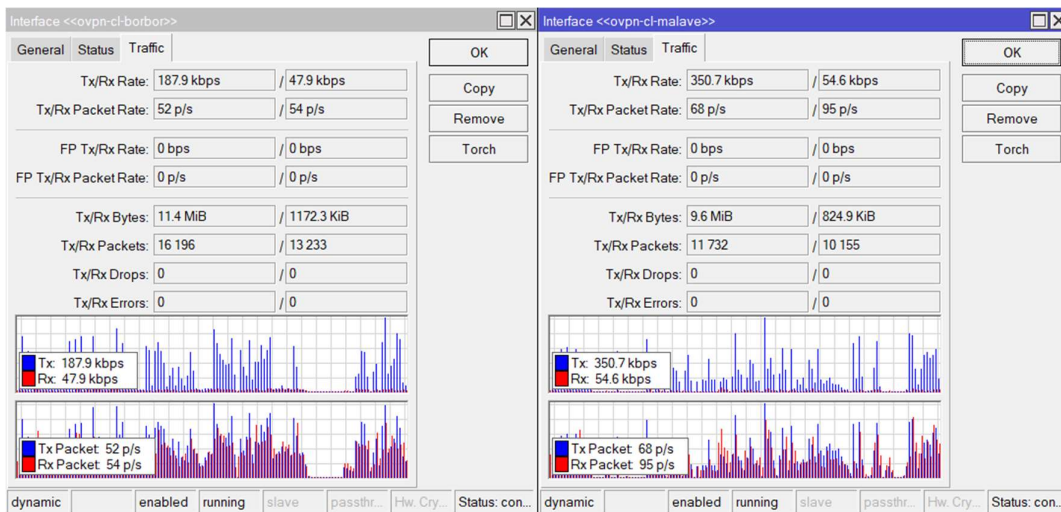 Interface <<ovpn-cl-borbor>>
General Status Traffic
OK
Copy
Remove
Torch
Tx/Rx Rate: 187.9 kbps / 47.9 kbps
Tx/Rx Packet Rate: 52 p/s / 54 p/s
FP Tx/Rx Rate: 0 bps / 0 bps
FP Tx/Rx Packet Rate: 0 p/s / 0 p/s
Tx/Rx Bytes: 11.4 MiB / 1172.3 KiB
Tx/Rx Packets: 16 196 / 13 233
Tx/Rx Drops: 0 / 0
Tx/Rx Errors: 0 / 0
Tx: 187.9 kbps
Rx: 47.9 kbps
Tx Packet: 52 p/s
Rx Packet: 54 p/s
dynamic enabled running slave passthr... Hw. Cry... Status: con...
Interface <<ovpn-cl-malave>>
General Status Traffic
OK
Copy
Remove
Torch
Tx/Rx Rate: 350.7 kbps / 54.6 kbps
Tx/Rx Packet Rate: 68 p/s / 95 p/s
FP Tx/Rx Rate: 0 bps / 0 bps
FP Tx/Rx Packet Rate: 0 p/s / 0 p/s
Tx/Rx Bytes: 9.6 MiB / 824.9 KiB
Tx/Rx Packets: 11 732 / 10 155
Tx/Rx Drops: 0 / 0
Tx/Rx Errors: 0 / 0
Tx: 350.7 kbps
Rx: 54.6 kbps
Tx Packet: 68 p/s
Rx Packet: 95 p/s
dynamic enabled running slave passthr... Hw. Cry... Status: con...